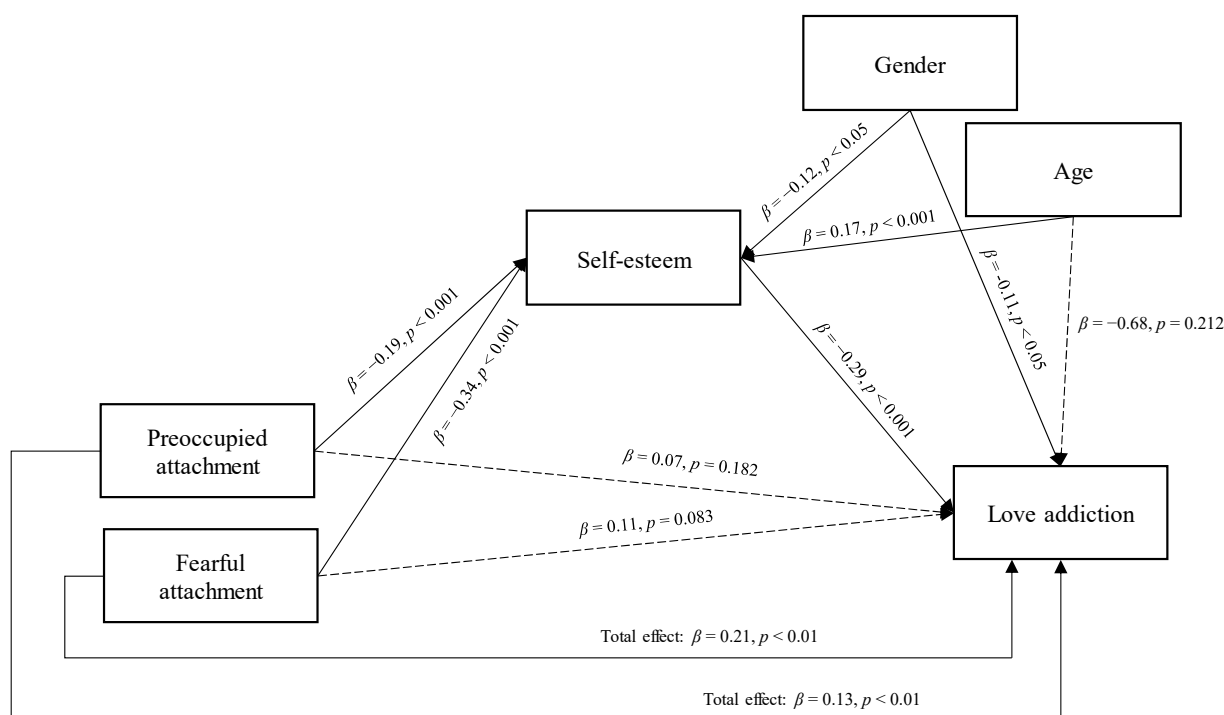 Gender
Age
β = −0.12, p < 0.05
β = 0.17, p < 0.001
Self-esteem
β = -0.11, p < 0.05
β = −0.68, p = 0.212
β = −0.19, p < 0.001
β = −0.34, p < 0.001
β = −0.29, p < 0.001
Preoccupied
attachment
β = 0.07, p = 0.182
β = 0.11, p = 0.083
Love addiction
Fearful
attachment
Total effect: β = 0.21, p < 0.01
Total effect: β = 0.13, p < 0.01